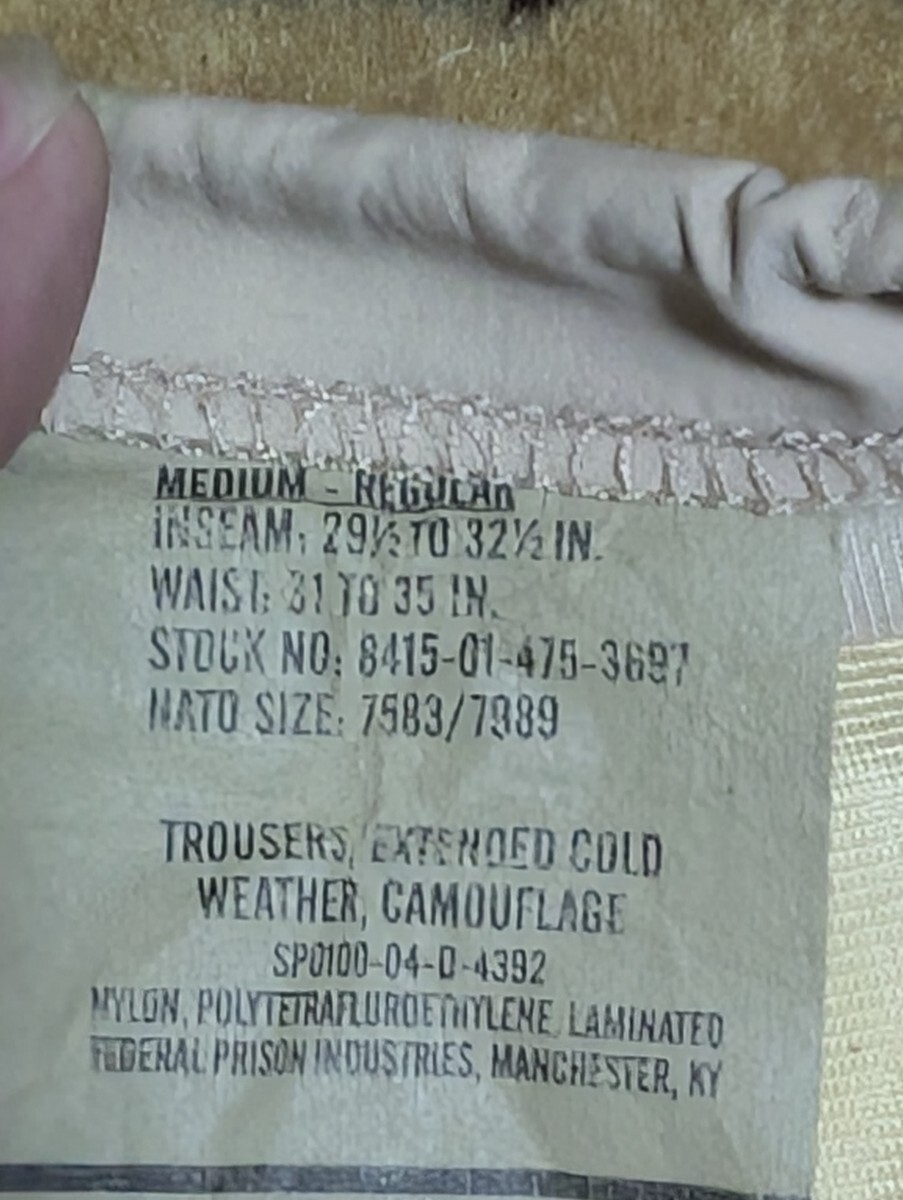 MEDIUM - REGULAR
INSEAM: 29½ TO 32½ IN.
WAIST: 31 TO 35 IN.
STOCK NO: 8415-01-475-3697
NATO SIZE: 7583/7989
TROUSERS, EXTENDED COLD
WEATHER, CAMOUFLAGE
SP0100-04-D-4392
NYLON, POLYTETRAFLUROETHYLENE LAMINATED
FEDERAL PRISON INDUSTRIES, MANCHESTER, KY